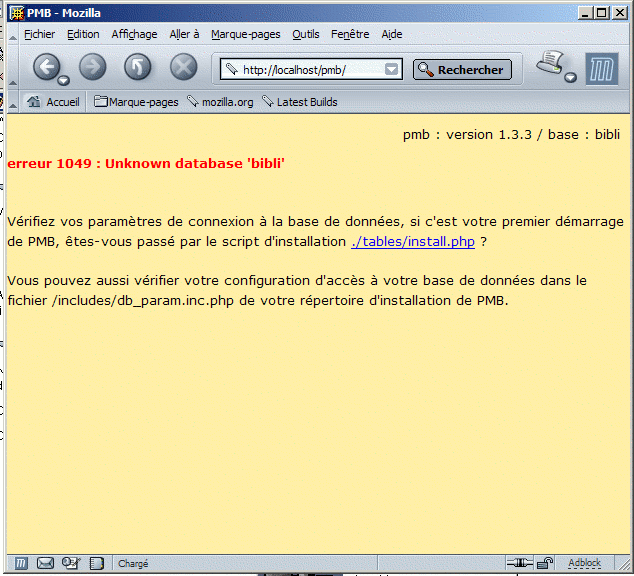 PMB - Mozilla
Fichier Edition Affichage Aller à Marque-pages Outils Fenêtre Aide
http://localhost/pmb/ Rechercher
Accueil Marque-pages mozilla.org Latest Builds
pmb : version 1.3.3 / base : bibli
erreur 1049 : Unknown database 'bibli'
Vérifiez vos paramètres de connexion à la base de données, si c'est votre premier démarrage
de PMB, êtes-vous passé par le script d'installation ./tables/install.php ?
Vous pouvez aussi vérifier votre configuration d'accès à votre base de données dans le
fichier /includes/db_param.inc.php de votre répertoire d'installation de PMB.
Chargé Adblock